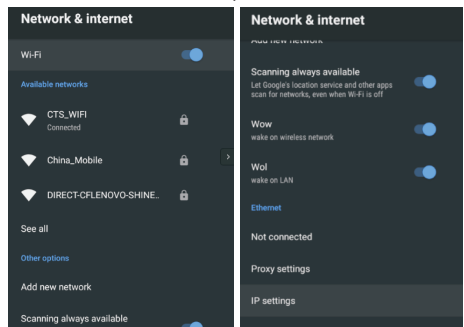 Network & internet
Wi-Fi
Available networks
CTS_WIFI
Connected
China_Mobile
DIRECT-CFLENOVO-SHINE..
See all
Other options
Add new network
Scanning always available
Network & internet
Add new network
Scanning always available
Let Google's location service and other apps
scan for networks, even when Wi-Fi is off
Wow
wake on wireless network
Wol
wake on LAN
Ethernet
Not connected
Proxy settings
IP settings